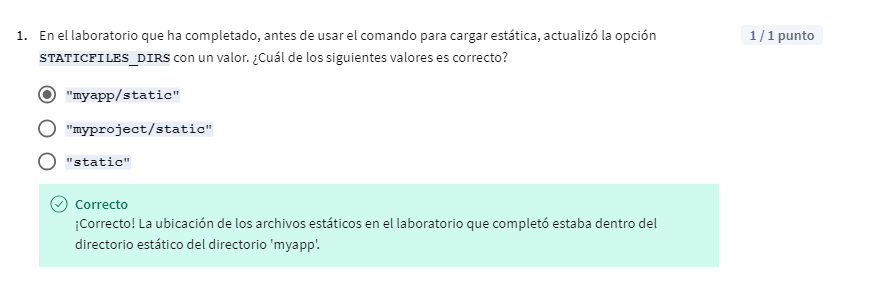 1. En el laboratorio que ha completado, antes de usar el comando para cargar estática, actualizó la opción
1 / 1 punto
STATICFILES_DIRS con un valor. ¿Cuál de los siguientes valores es correcto?
"myapp/static"
"myproject/static"
"static"
Correcto
¡Correcto! La ubicación de los archivos estáticos en el laboratorio que completó estaba dentro del
directorio estático del directorio 'myapp'.